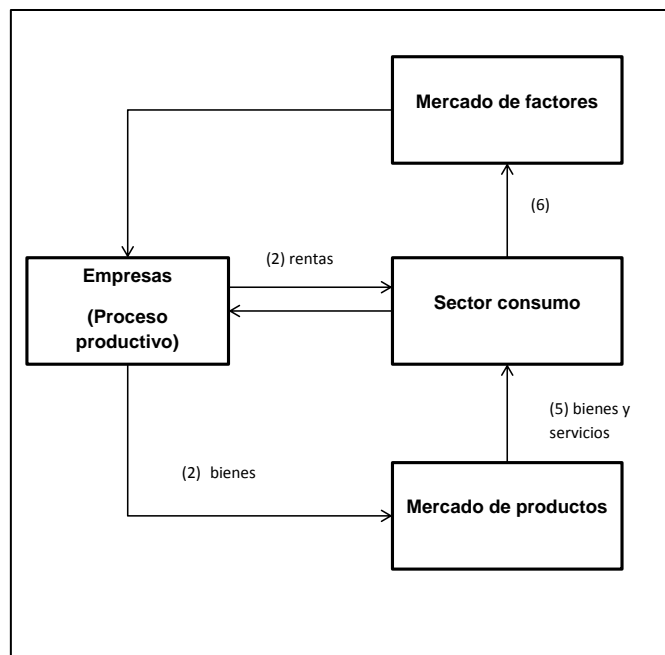 Mercado de factores
(6)
Empresas
(Proceso
productivo)
(2) rentas
Sector consumo
(5) bienes y
servicios
(2) bienes
Mercado de productos